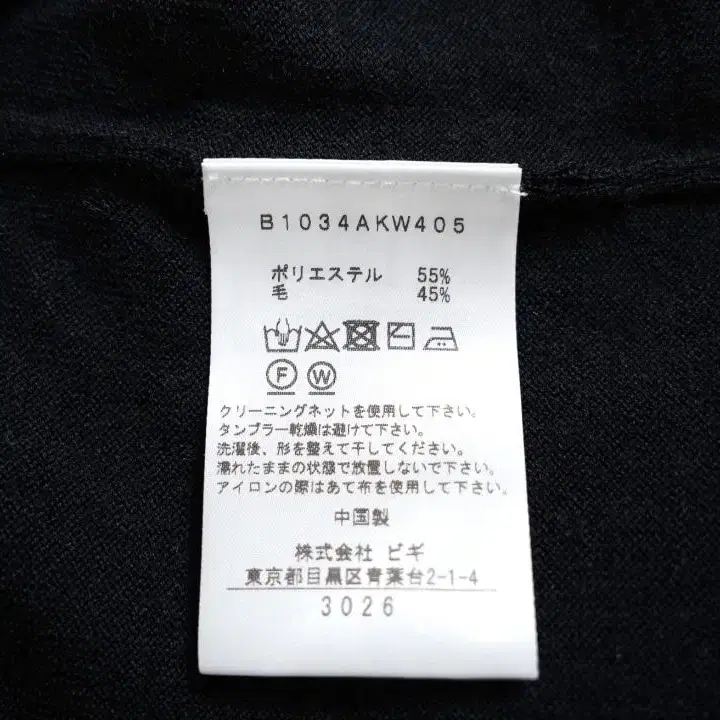 B1034AKW405
ポリエステル 55%
毛 45%
F W
クリーニングネットを使用して下さい。
タンブラー乾燥は避けて下さい。
洗濯後、形を整えて干してください。
濡れたままの状態で放置しないで下さい。
アイロンの際はあて布を使用して下さい。
中国製
株式会社 ビギ
東京都目黒区青葉台2-1-4
3026